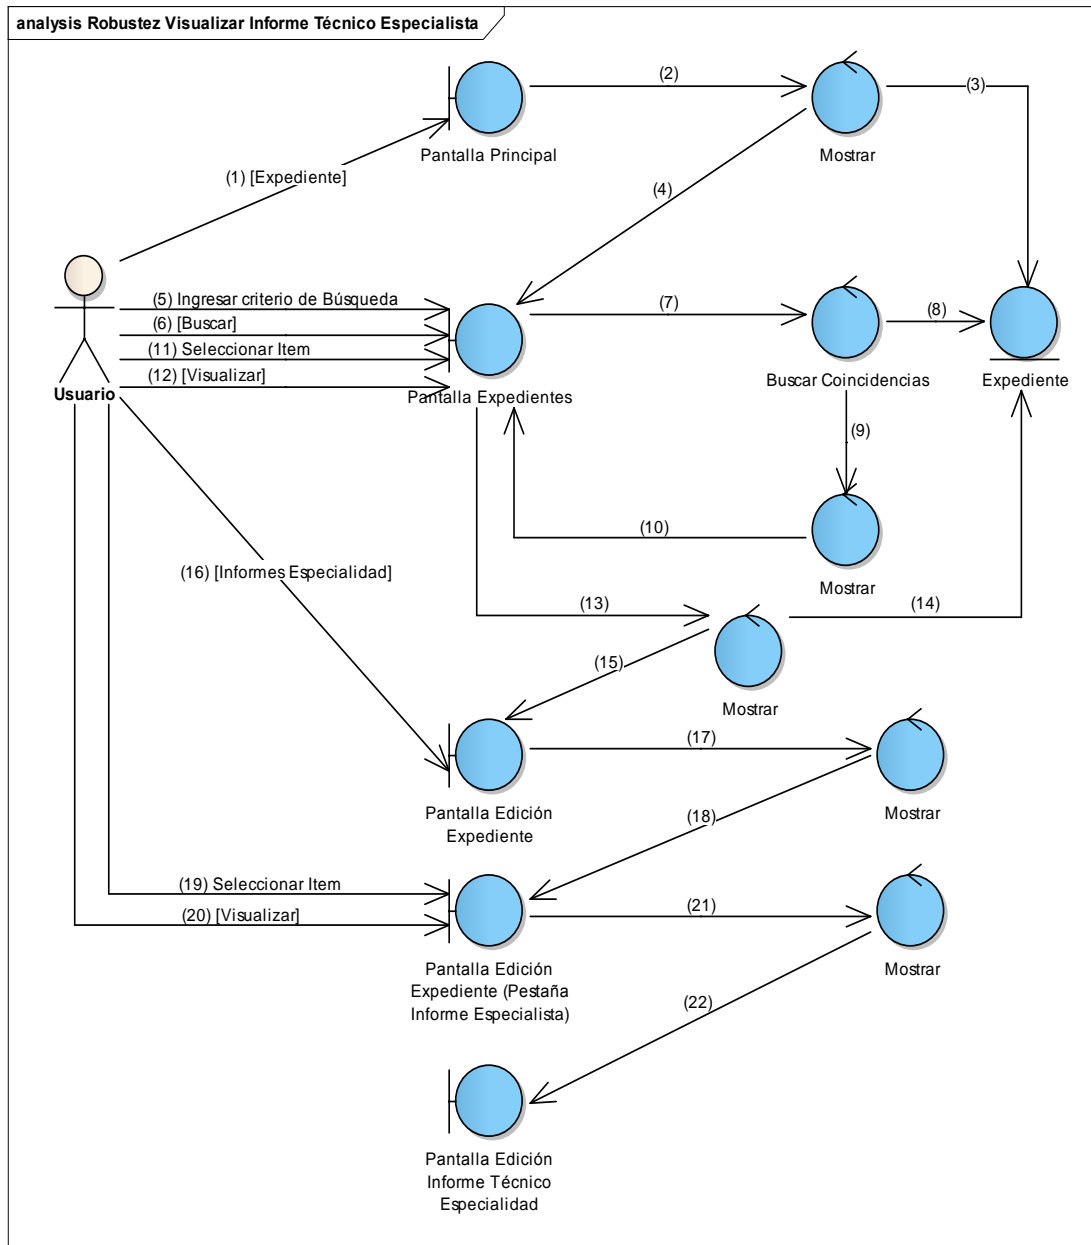 analysis Robustez Visualizar Informe Técnico Especialista
(2)
(3)
Pantalla Principal
Mostrar
(1) [Expediente]
(4)
(5) Ingresar criterio de Búsqueda
(6) [Buscar]
(7)
(8)
(11) Seleccionar Item
(12) [Visualizar]
Usuario
Pantalla Expedientes
Buscar Coincidencias
Expediente
(9)
(10)
(16) [Informes Especialidad]
Mostrar
(13)
(14)
(15)
Mostrar
(17)
Pantalla Edición
Expediente
(18)
Mostrar
(19) Seleccionar Item
(20) [Visualizar]
(21)
Pantalla Edición
Expediente (Pestaña
Informe Especialista)
Mostrar
(22)
Pantalla Edición
Informe Técnico
Especialidad